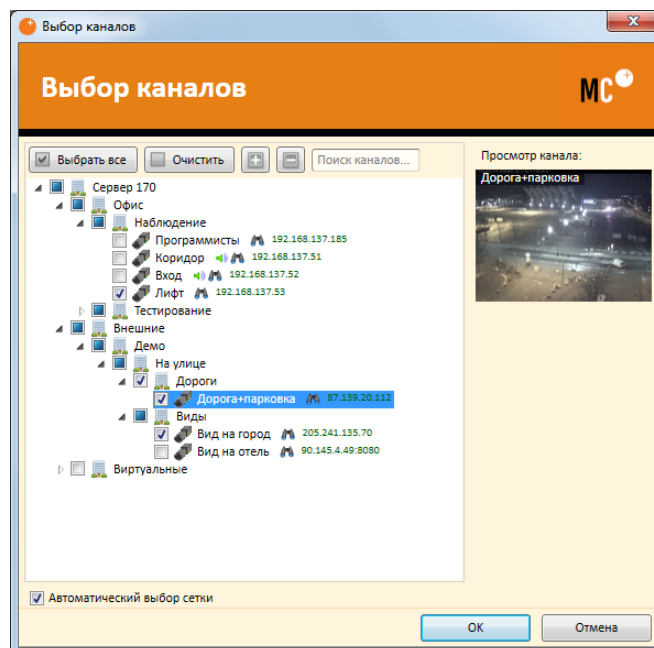 Выбор каналов
Выбор каналов
MC+
Выбрать все Очистить Поиск каналов...
Просмотр канала:
Дорога+парковка
Сервер 170
Офис
Наблюдение
Программисты 192.168.137.185
Коридор 192.168.137.51
Вход 192.168.137.52
Лифт 192.168.137.53
Тестирование
Внешние
Демо
На улице
Дороги
Дорога+парковка 87.139.20.112
Виды
Вид на город 205.241.135.70
Вид на отель 90.145.4.49:8080
Виртуальные
Автоматический выбор сетки
OK Отмена